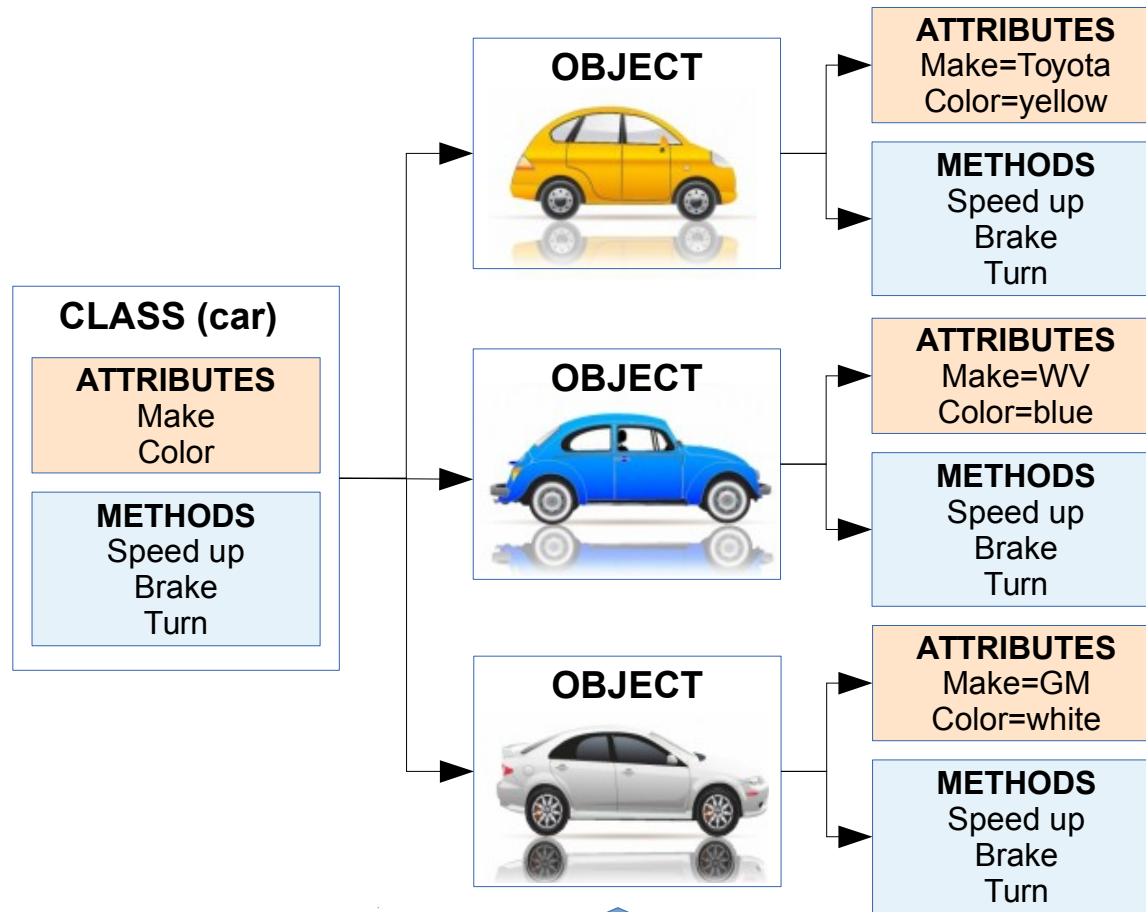 CLASS (car)
ATTRIBUTES
Make
Color
METHODS
Speed up
Brake
Turn
OBJECT
ATTRIBUTES
Make=Toyota
Color=yellow
METHODS
Speed up
Brake
Turn
OBJECT
ATTRIBUTES
Make=WV
Color=blue
METHODS
Speed up
Brake
Turn
OBJECT
ATTRIBUTES
Make=GM
Color=white
METHODS
Speed up
Brake
Turn